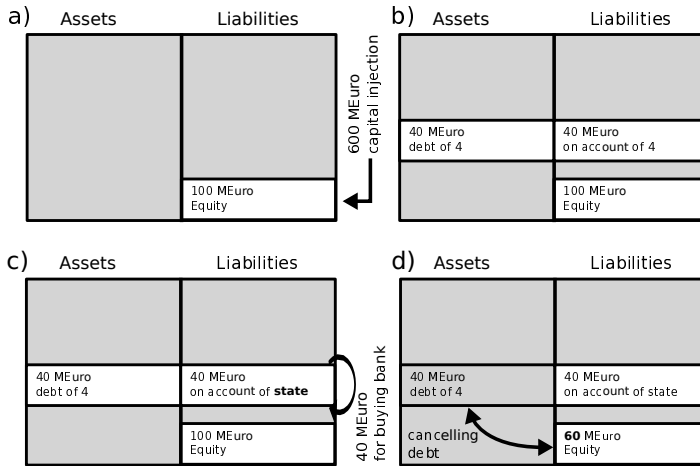 a)
Assets
Liabilities
100 MEuro
Equity
600 MEuro
capital injection
b)
Assets
Liabilities
40 MEuro
debt of 4
40 MEuro
on account of 4
100 MEuro
Equity
c)
Assets
Liabilities
40 MEuro
debt of 4
40 MEuro
on account of state
100 MEuro
Equity
40 MEuro
for buying bank
d)
Assets
Liabilities
40 MEuro
debt of 4
40 MEuro
on account of state
cancelling
debt
60 MEuro
Equity